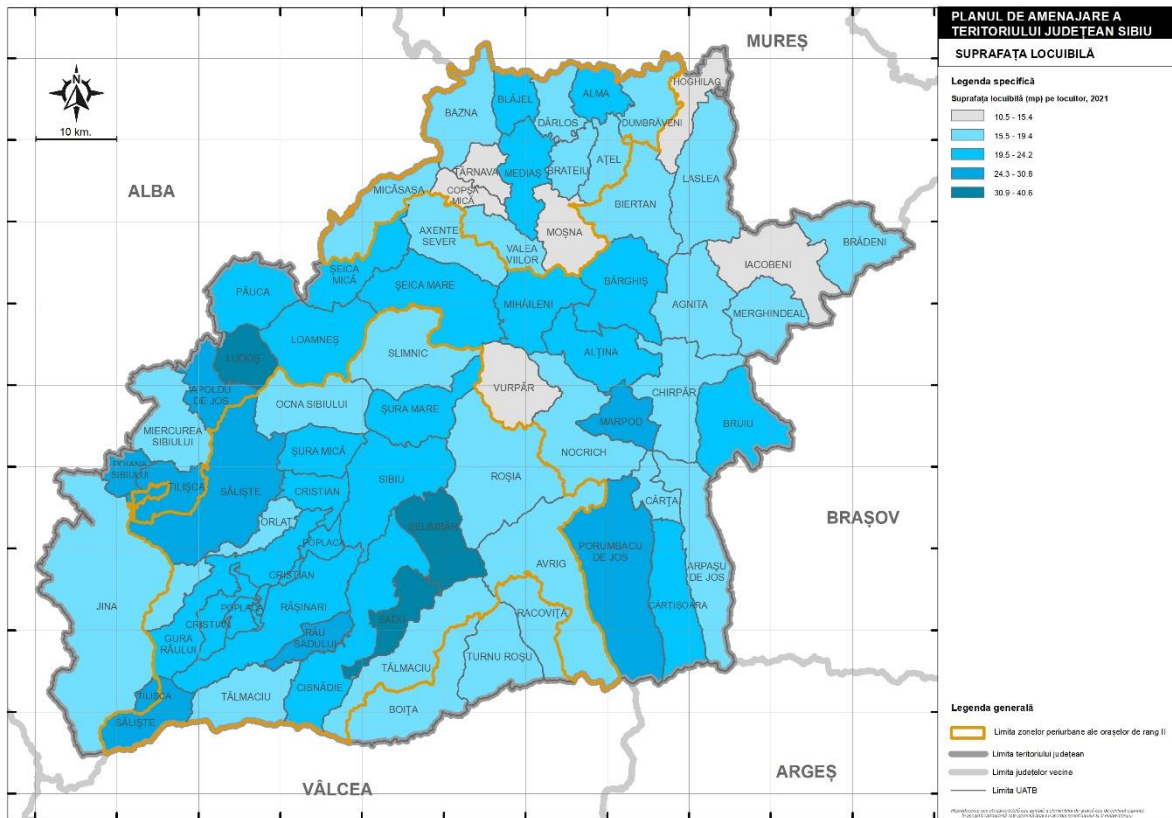 PLANUL DE AMENAJARE A
TERITORIULUI JUDEȚEAN SIBIU
SUPRAFAȚA LOCUIBILĂ
Legenda specifică
Suprafața locuibilă (mp) pe locuitor, 2021
10.5 - 15.4
15.5 - 19.4
19.5 - 24.2
24.3 - 30.8
30.9 - 40.6
MUREȘ
10 km.
ALBA
BRAȘOV
ARGEȘ
VÂLCEA
HOGHILAG
BAZNA
BLĂJEL
ALMA
DÂRLOS
DUMBRĂVENI
TÂRNAVA
MEDIAȘ
BRATEIU
AȚEL
LASLEA
MICĂSASA
COPȘA
MICĂ
BIERTAN
AXENTE
SEVER
VALEA
VIILOR
MOȘNA
BRĂDENI
IACOBENI
ȘEICA
MICĂ
ȘEICA MARE
PĂUCA
MIHĂILENI
BÂRGHIȘ
AGNITA
MERGHINDEAL
LOAMNEȘ
SLIMNIC
ALȚINA
LUDOȘ
APOLDU
DE JOS
VURPĂR
CHIRPĂR
OCNA SIBIULUI
ȘURA MARE
MARPOD
BRUIU
MIERCUREA
SIBIULUI
ȘURA MICĂ
NOCRICH
POIANA
SIBIULUI
TILIȘCA
SĂLIȘTE
CRISTIAN
SIBIU
ROȘIA
CÂRȚA
ORLAT
ȘELIMBĂR
POPLACA
PORUMBACU
DE JOS
AVRIG
ARPAȘU
DE JOS
CRISTIAN
JINA
POPLACA
RĂȘINARI
CÂRȚIȘOARA
CRISTIAN
SADU
RACOVIȚA
GURA
RÂULUI
RÂU
SADULUI
TĂLMACIU
TURNU ROȘU
TILIȘCA
TĂLMACIU
CISNĂDIE
BOIȚA
SĂLIȘTE
Legenda generală
Limita zonelor periurbane ale orașelor de rang II
Limita teritoriului județean
Limita județelor vecine
Limita UATB